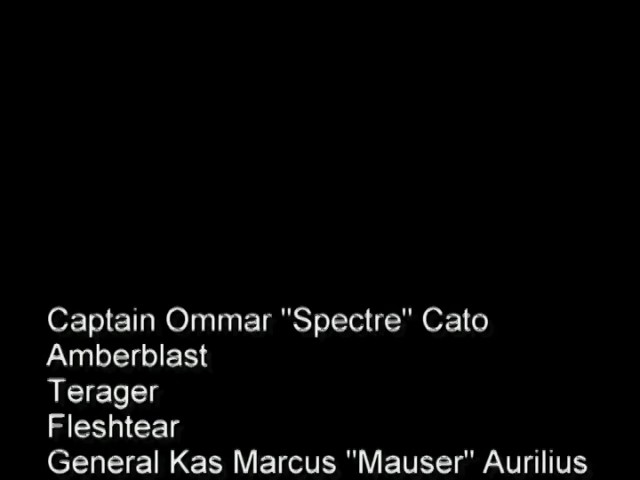 Captain Ommar "Spectre" Cato
Amberblast
Terager
Fleshtear
General Kas Marcus "Mauser" Aurilius